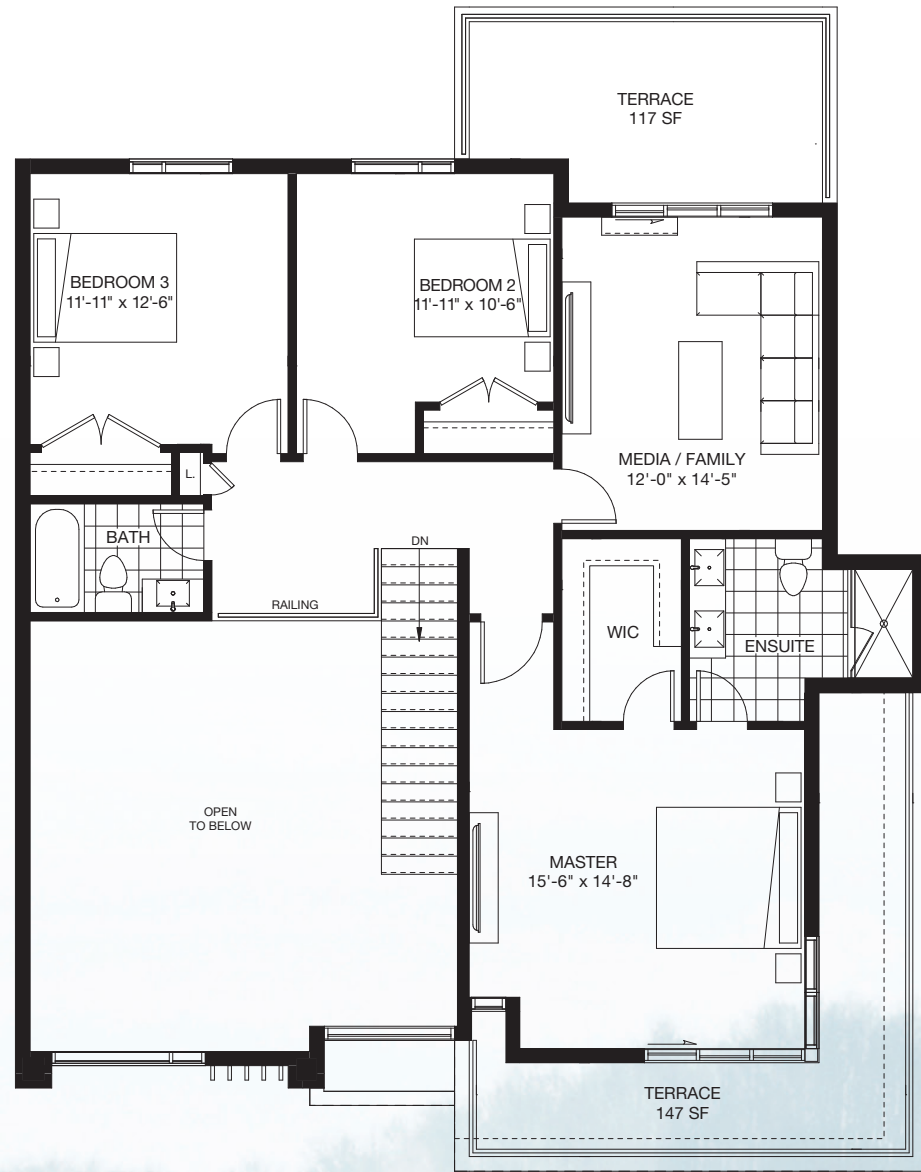 TERRACE
117 SF
BEDROOM 3
11'-11" x 12'-6"
BEDROOM 2
11'-11" x 10'-6"
MEDIA / FAMILY
12'-0" x 14'-5"
L.
BATH
DN
RAILING
WIC
ENSUITE
OPEN
TO BELOW
MASTER
15'-6" x 14'-8"
TERRACE
147 SF